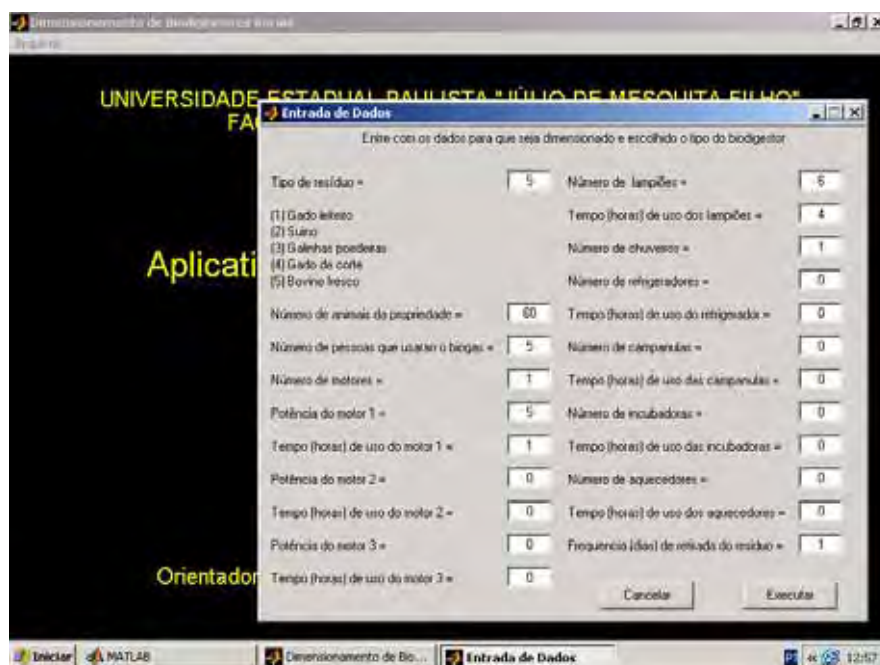 Dimensionamento de Biodigestores Rurais
Arquivo
UNIVERSIDADE ESTADUAL PAULISTA "JÚLIO DE MESQUITA FILHO"
FAC
Aplicati
Orientador
Entrada de Dados
Entre com os dados para que seja dimensionado e escolhido o tipo do biodigestor
Tipo de resíduo = 5
(1) Gado leiteiro
(2) Suino
(3) Galinhas poedeiras
(4) Gado de corte
(5) Bovino fresco
Número de animais da propriedade = 60
Número de pessoas que usarão o biogas = 5
Número de motores = 1
Potência do motor 1 = 5
Tempo (horas) de uso do motor 1 = 1
Potência do motor 2 = 0
Tempo (horas) de uso do motor 2 = 0
Potência do motor 3 = 0
Tempo (horas) de uso do motor 3 = 0
Número de lampiões = 6
Tempo (horas) de uso dos lampiões = 4
Número de chuveiros = 1
Número de refrigeradores = 0
Tempo (horas) de uso do refrigerador = 0
Número de campanulas = 0
Tempo (horas) de uso das campanulas = 0
Número de incubadoras = 0
Tempo (horas) de uso das incubadoras = 0
Número de aquecedores = 0
Tempo (horas) de uso dos aquecedores = 0
Frequencia (dias) de retirada do resíduo = 1
Cancelar
Executar
Iniciar
MATLAB
Dimensionamento de Bio...
Entrada de Dados
12:57